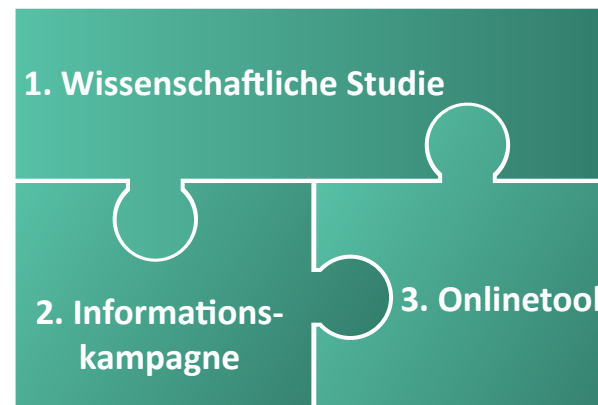 1. Wissenschaftliche Studie
2. Informations-
kampagne
3. Onlinetool